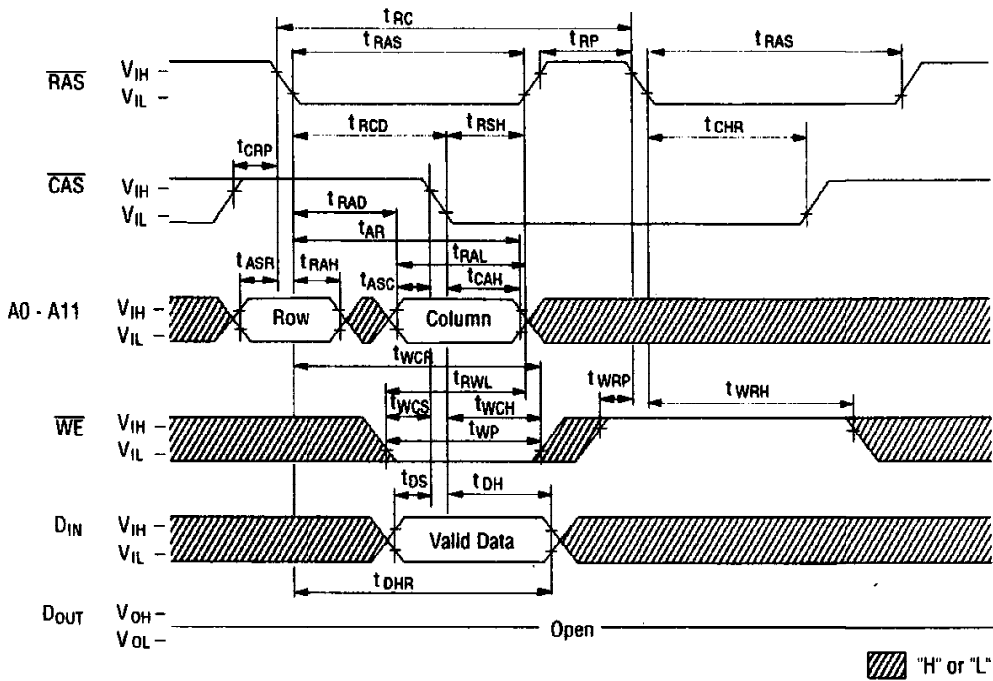 tRC
tRAS
tRP
tRAS
RAS
VIH
VIL
tRCD
tRSH
tCHR
tCRP
CAS
VIH
VIL
tRAD
tAR
tRAL
tASR
tRAH
tASC
tCAH
A0 - A11
VIH
VIL
Row
Column
tWCR
tRWL
tWRP
tWRH
tWCS
tWCH
WE
VIH
VIL
tWP
tDS
tDH
DIN
VIH
VIL
Valid Data
tDHR
DOUT
VOH
VOL
Open
"H" or "L"